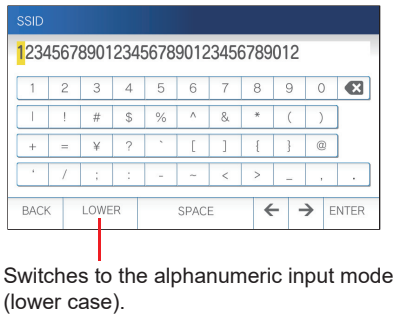 SSID
12345678901234567890123456789012
1 2 3 4 5 6 7 8 9 0
| ! # $ % ^ & * ( )
+ = ¥ ? ` [ ] { } @
' / ; : - ~ < > _ , .
BACK LOWER SPACE ← → ENTER
Switches to the alphanumeric input mode
(lower case).